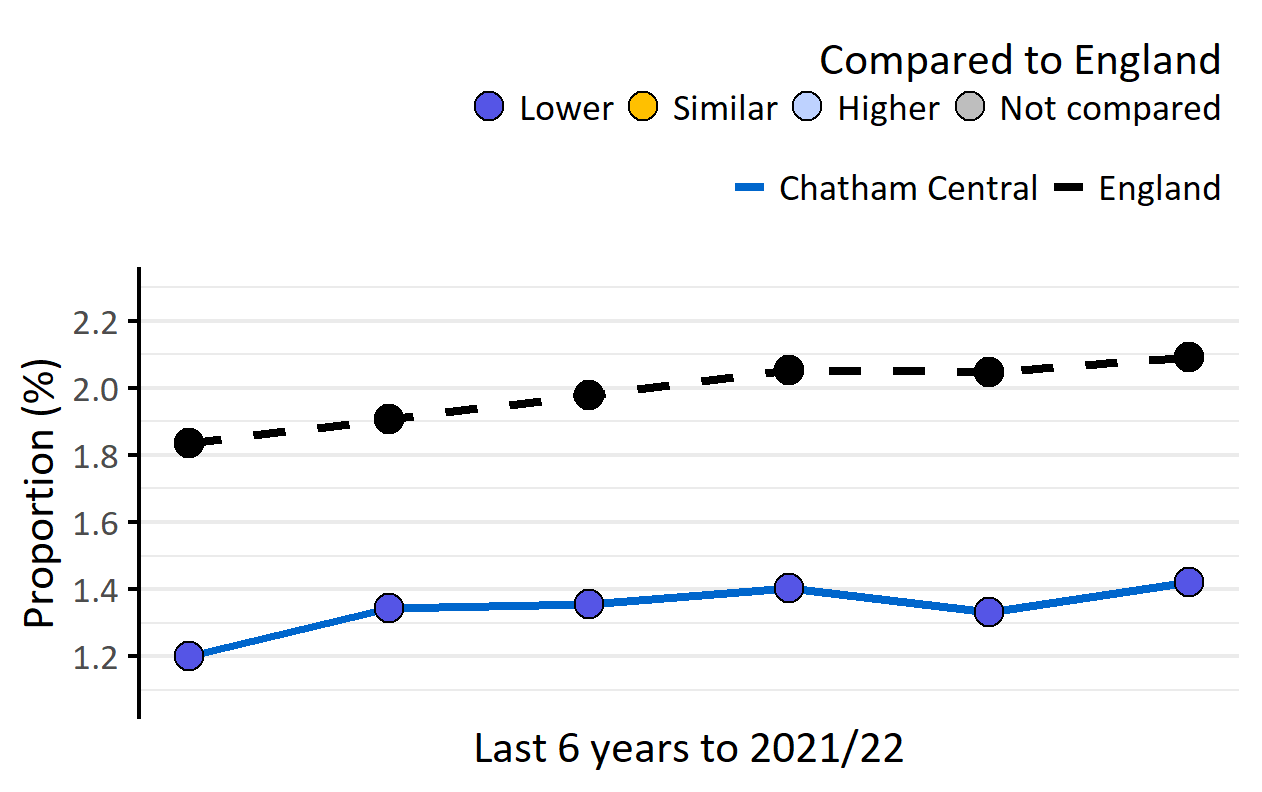 Compared to England
Lower Similar Higher Not compared
Chatham Central England
2.2
2.0
1.8
1.6
1.4
1.2
Proportion (%)
Last 6 years to 2021/22